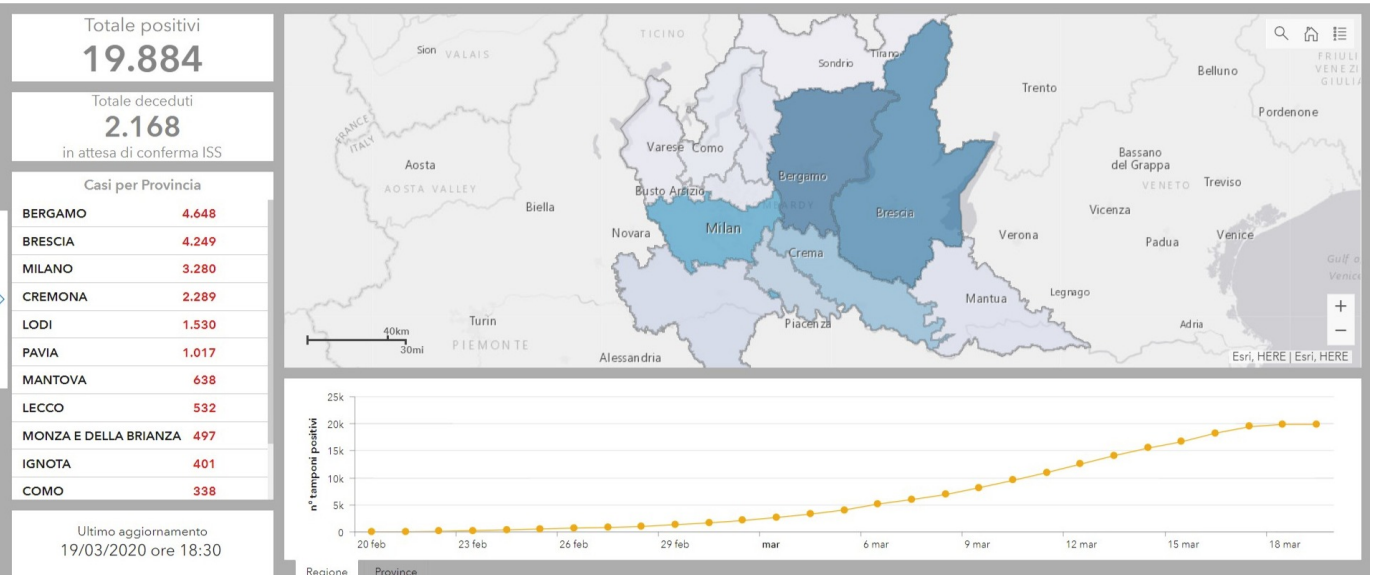 Totale positivi
19.884
Totale deceduti
2.168
in attesa di conferma ISS
Casi per Provincia
BERGAMO 4.648
BRESCIA 4.249
MILANO 3.280
CREMONA 2.289
LODI 1.530
PAVIA 1.017
MANTOVA 638
LECCO 532
MONZA E DELLA BRIANZA 497
IGNOTA 401
COMO 338
Ultimo aggiornamento
19/03/2020 ore 18:30
TICINO
Sion
VALAIS
Sondrio
Tirano
Belluno
FRIULI
VENEZI
GIULIA
Trento
Pordenone
FRANCE
ITALY
Varese
Como
Aosta
AOSTA VALLEY
Bassano
del Grappa
VENETO
Treviso
Bergamo
Busto Arsizio
Biella
Brescia
Vicenza
Milan
Novara
Verona
Padua
Venice
Crema
Gulf o
Venice
Mantua
Legnago
Turin
PIEMONTE
Piacenza
Adria
40km
30mi
Alessandria
+
−
Esri, HERE | Esri, HERE
n° tamponi positivi
25k
20k
15k
10k
5k
0
20 feb 23 feb 26 feb 29 feb mar 6 mar 9 mar 12 mar 15 mar 18 mar
Regione Province